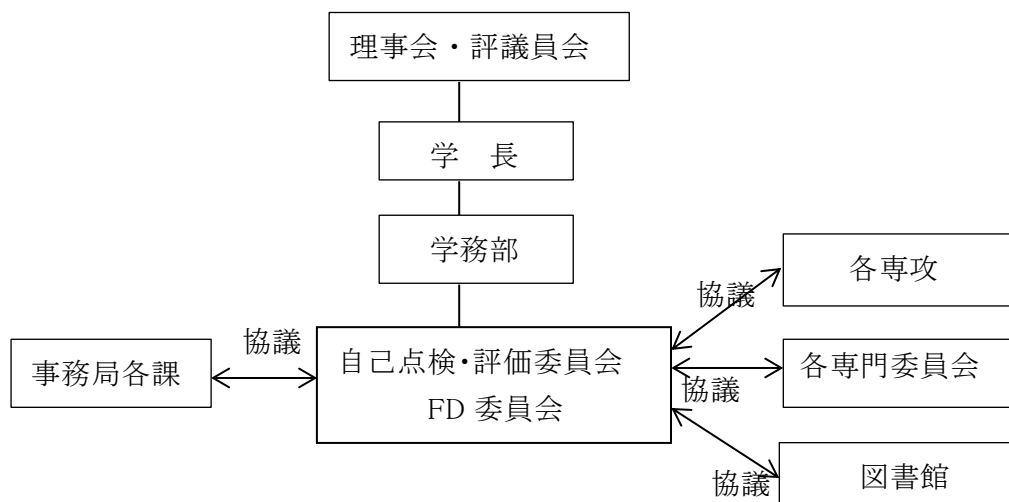 理事会・評議員会
学　長
学務部
各専攻
協議
協議
事務局各課
自己点検・評価委員会
FD 委員会
各専門委員会
協議
協議
図書館